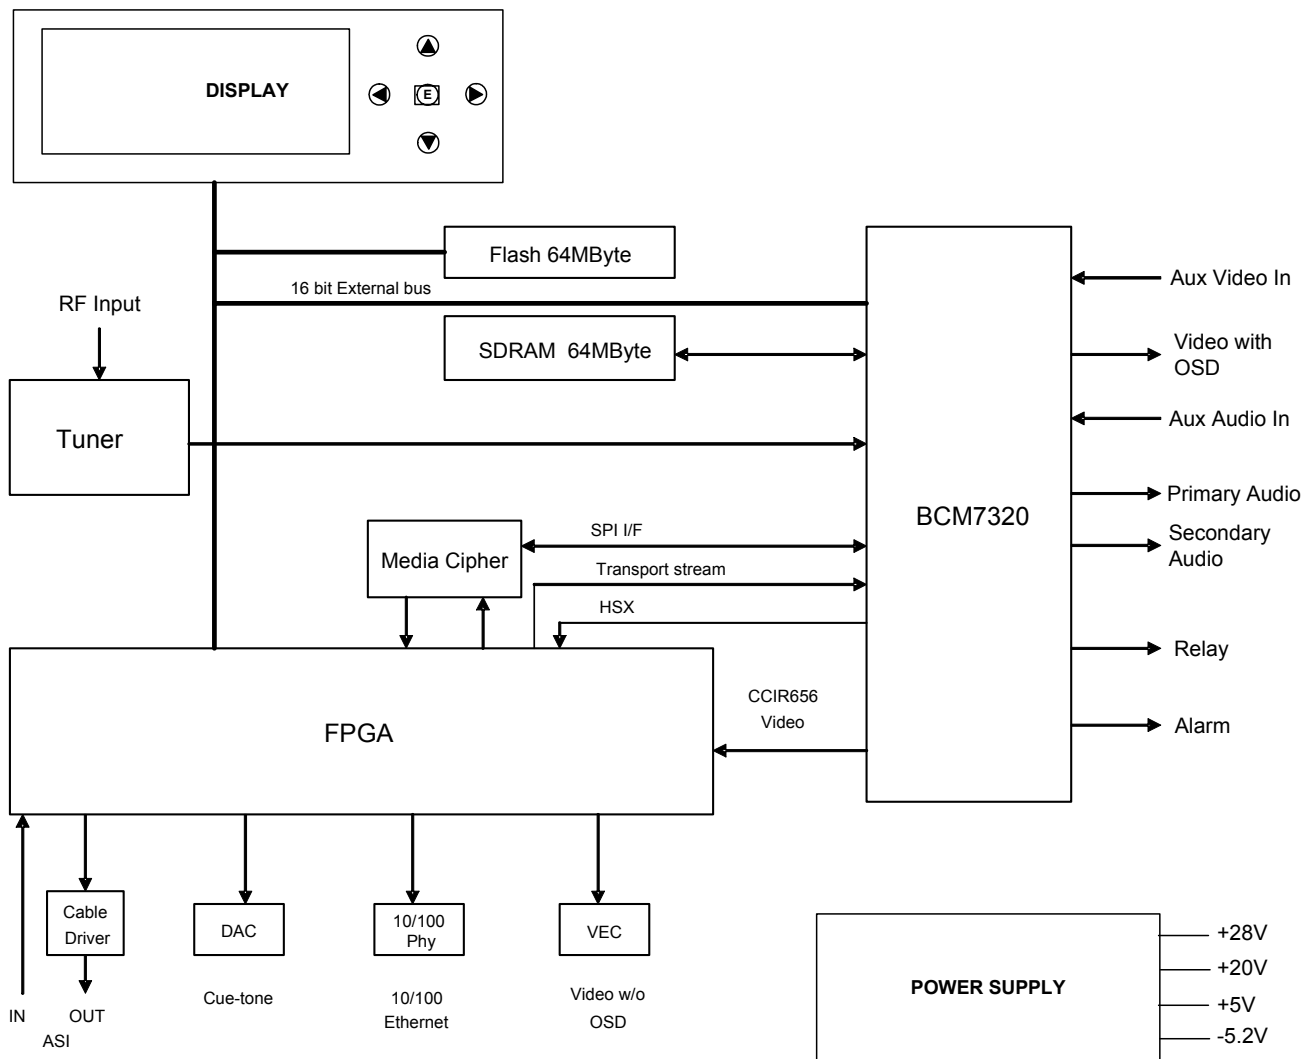 DISPLAY
E
Flash 64MByte
16 bit External bus
RF Input
SDRAM 64MByte
Tuner
Aux Video In
Video with
OSD
Aux Audio In
Primary Audio
Secondary
Audio
BCM7320
SPI I/F
Media Cipher
Transport stream
HSX
Relay
CCIR656
Video
Alarm
FPGA
Cable
Driver
DAC
10/100
Phy
VEC
IN
OUT
ASI
Cue-tone
10/100
Ethernet
Video w/o
OSD
POWER SUPPLY
+28V
+20V
+5V
-5.2V